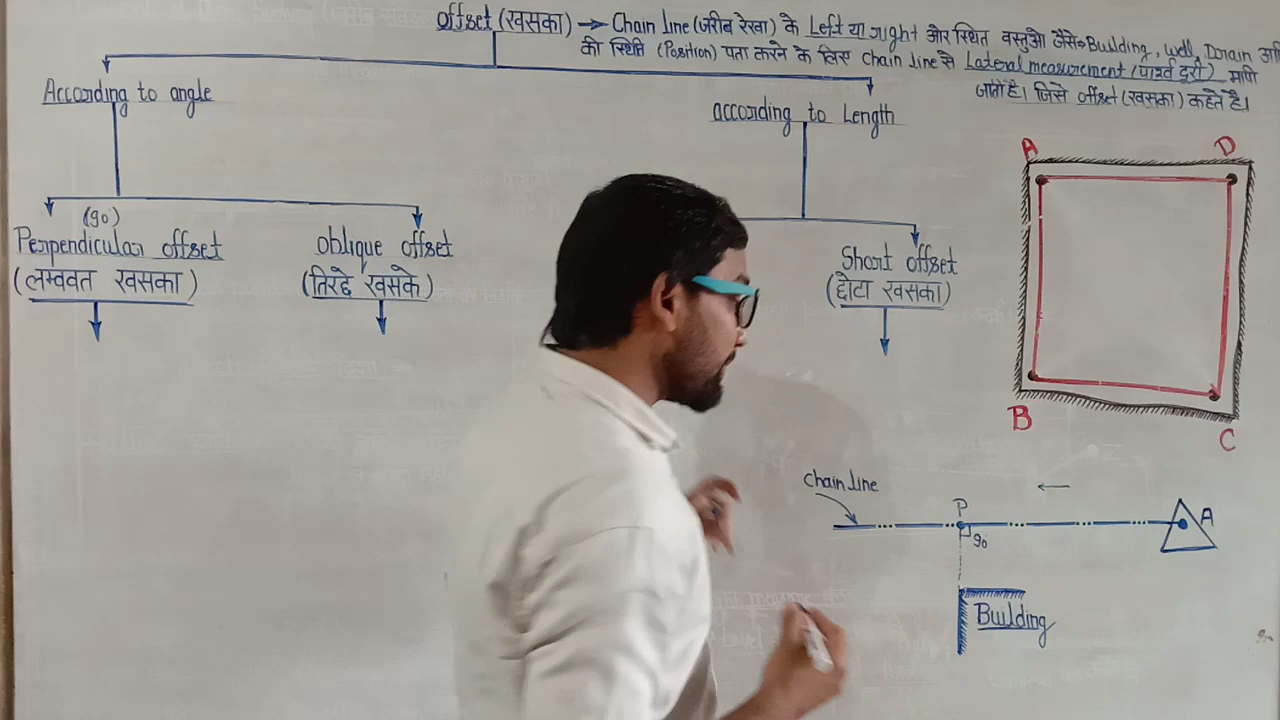 offset (खसका) → Chain line (जरीब रेखा) के Left या right ओर स्थित वस्तुओ जैसे Building, Well, Drain
की स्थिति (Position) पता करने के लिए Chain line से Lateral measurement (पार्श्व दूरी) मापी
जाती है। जिसे offset (खसका) कहते है।
According to angle
according to Length
(90)
Perpendicular offset
(लम्बवत खसका)
oblique offset
(तिरछे खसके)
Short offset
(छोटा खसका)
A
D
B
C
chain line
P
90
A
Building